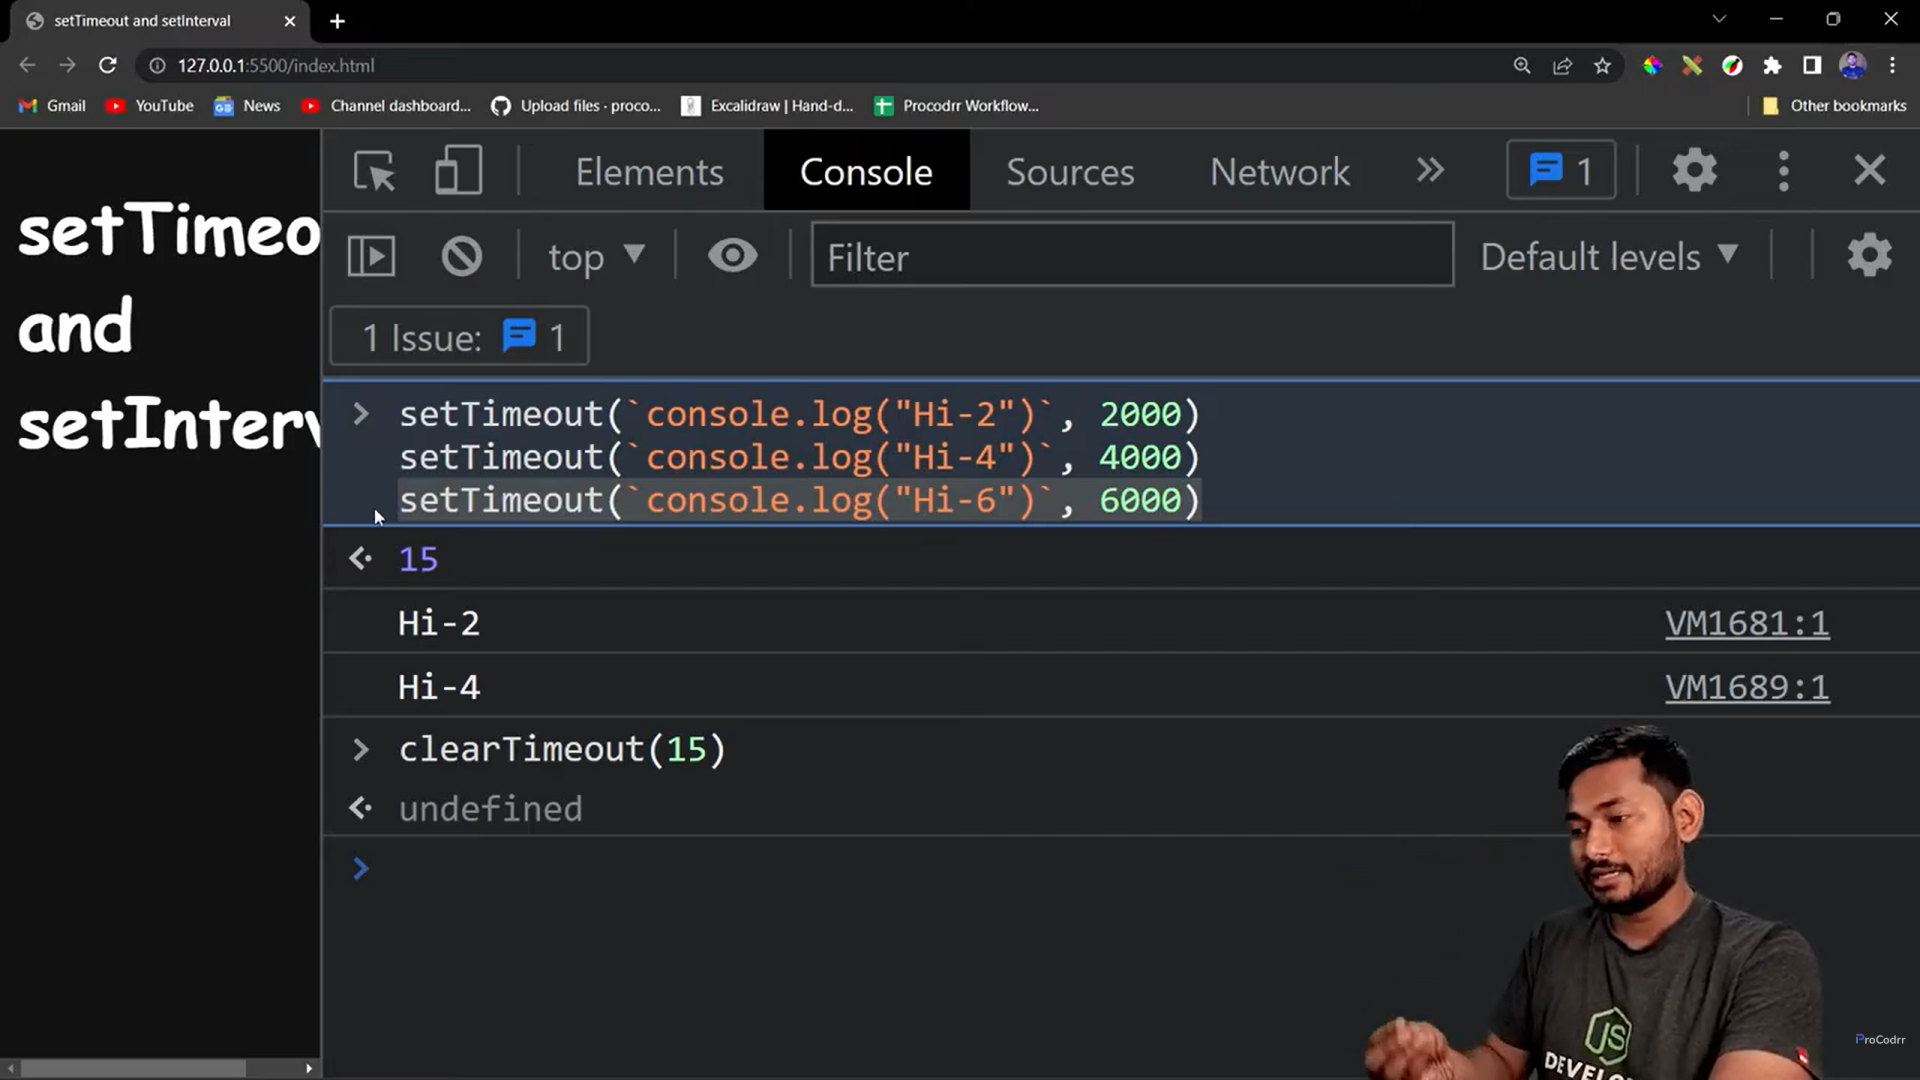 setTimeout and setInterval
127.0.0.1:5500/index.html
Gmail YouTube News Channel dashboard... Upload files · proco... Excalidraw | Hand-d... Procodrr Workflow... Other bookmarks
setTimeo
and
setInterv
Elements Console Sources Network 1
top Filter Default levels
1 Issue: 1
> setTimeout(`console.log("Hi-2")`, 2000)
setTimeout(`console.log("Hi-4")`, 4000)
setTimeout(`console.log("Hi-6")`, 6000)
15
Hi-2 VM1681:1
Hi-4 VM1689:1
> clearTimeout(15)
undefined
>
JS
DEVELO
ProCodrr